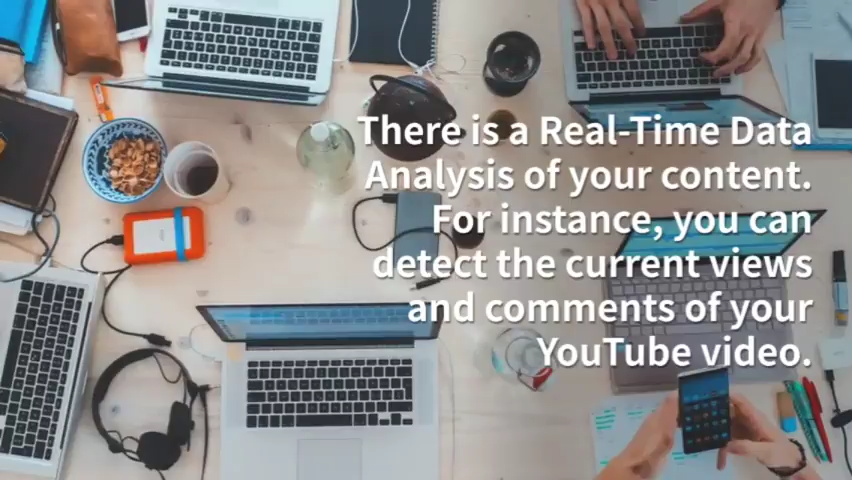 There is a Real-Time Data
Analysis of your content.
For instance, you can
detect the current views
and comments of your
YouTube video.